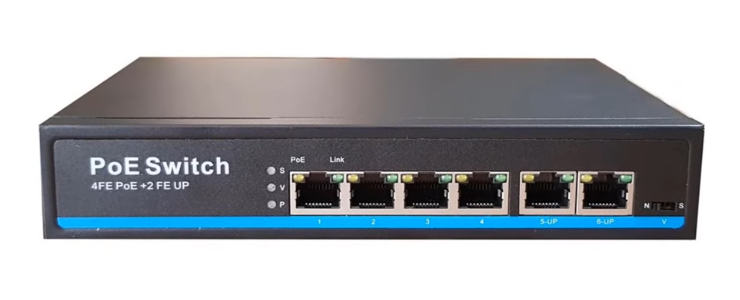 PoE Switch
4FE PoE +2 FE UP
S
V
P
PoE Link
1 2 3 4 5-UP 6-UP
N S
V